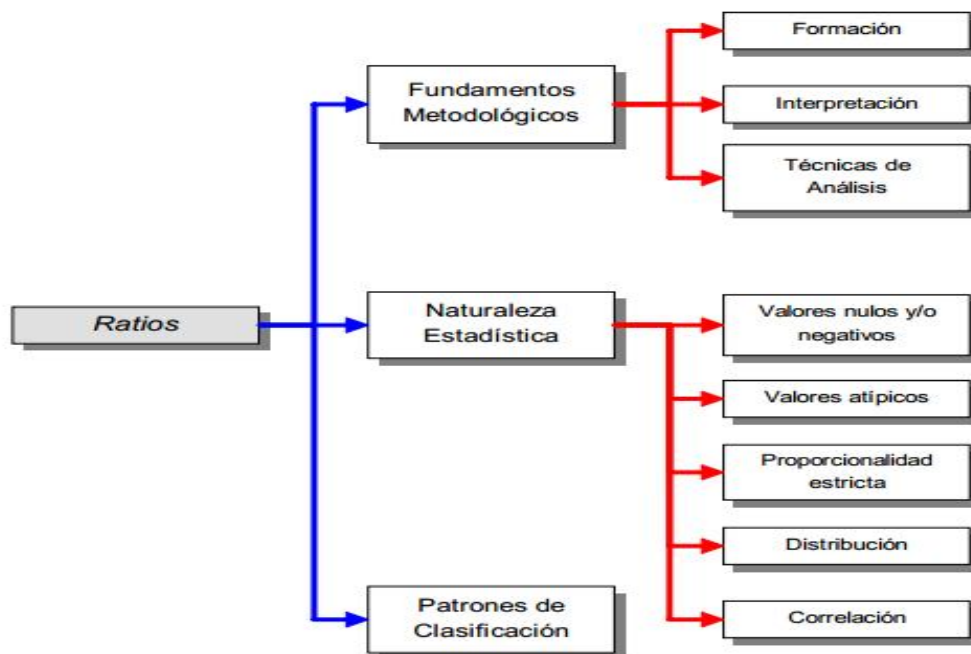 Ratios
Fundamentos
Metodológicos
Formación
Interpretación
Técnicas de
Análisis
Naturaleza
Estadística
Valores nulos y/o
negativos
Valores atípicos
Proporcionalidad
estricta
Distribución
Correlación
Patrones de
Clasificación